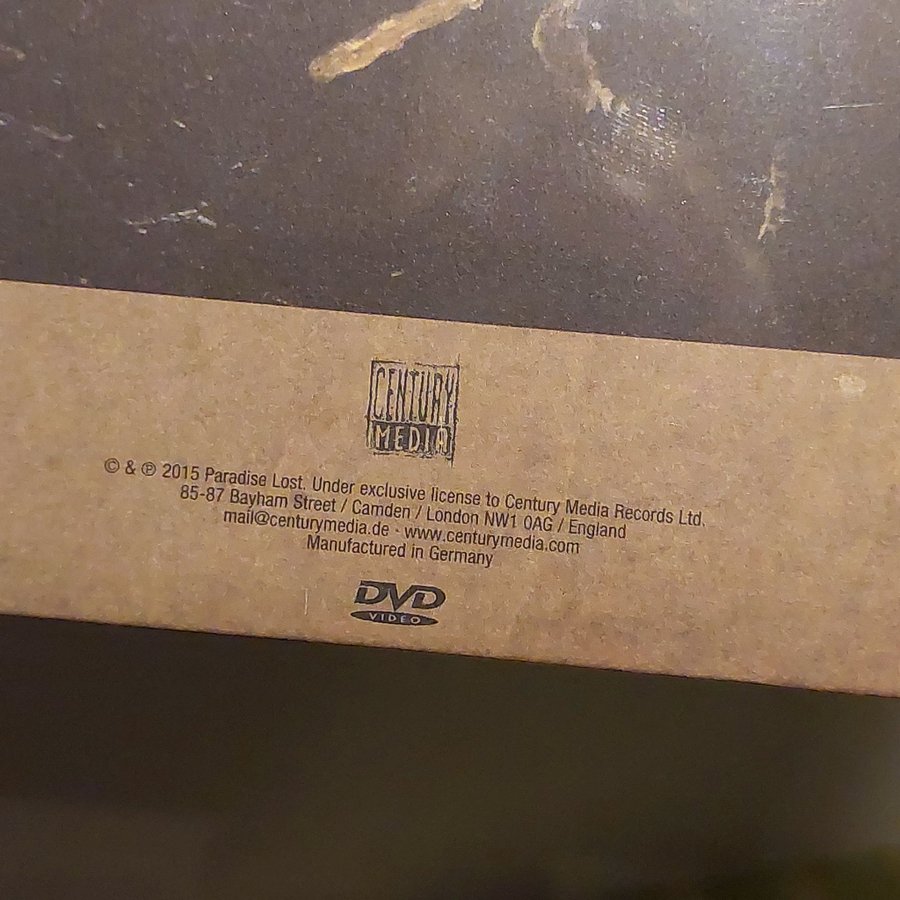 CENTURY
MEDIA
© & ℗ 2015 Paradise Lost. Under exclusive license to Century Media Records Ltd.
85-87 Bayham Street / Camden / London NW1 0AG / England
mail@centurymedia.de · www.centurymedia.com
Manufactured in Germany
DVD
VIDEO